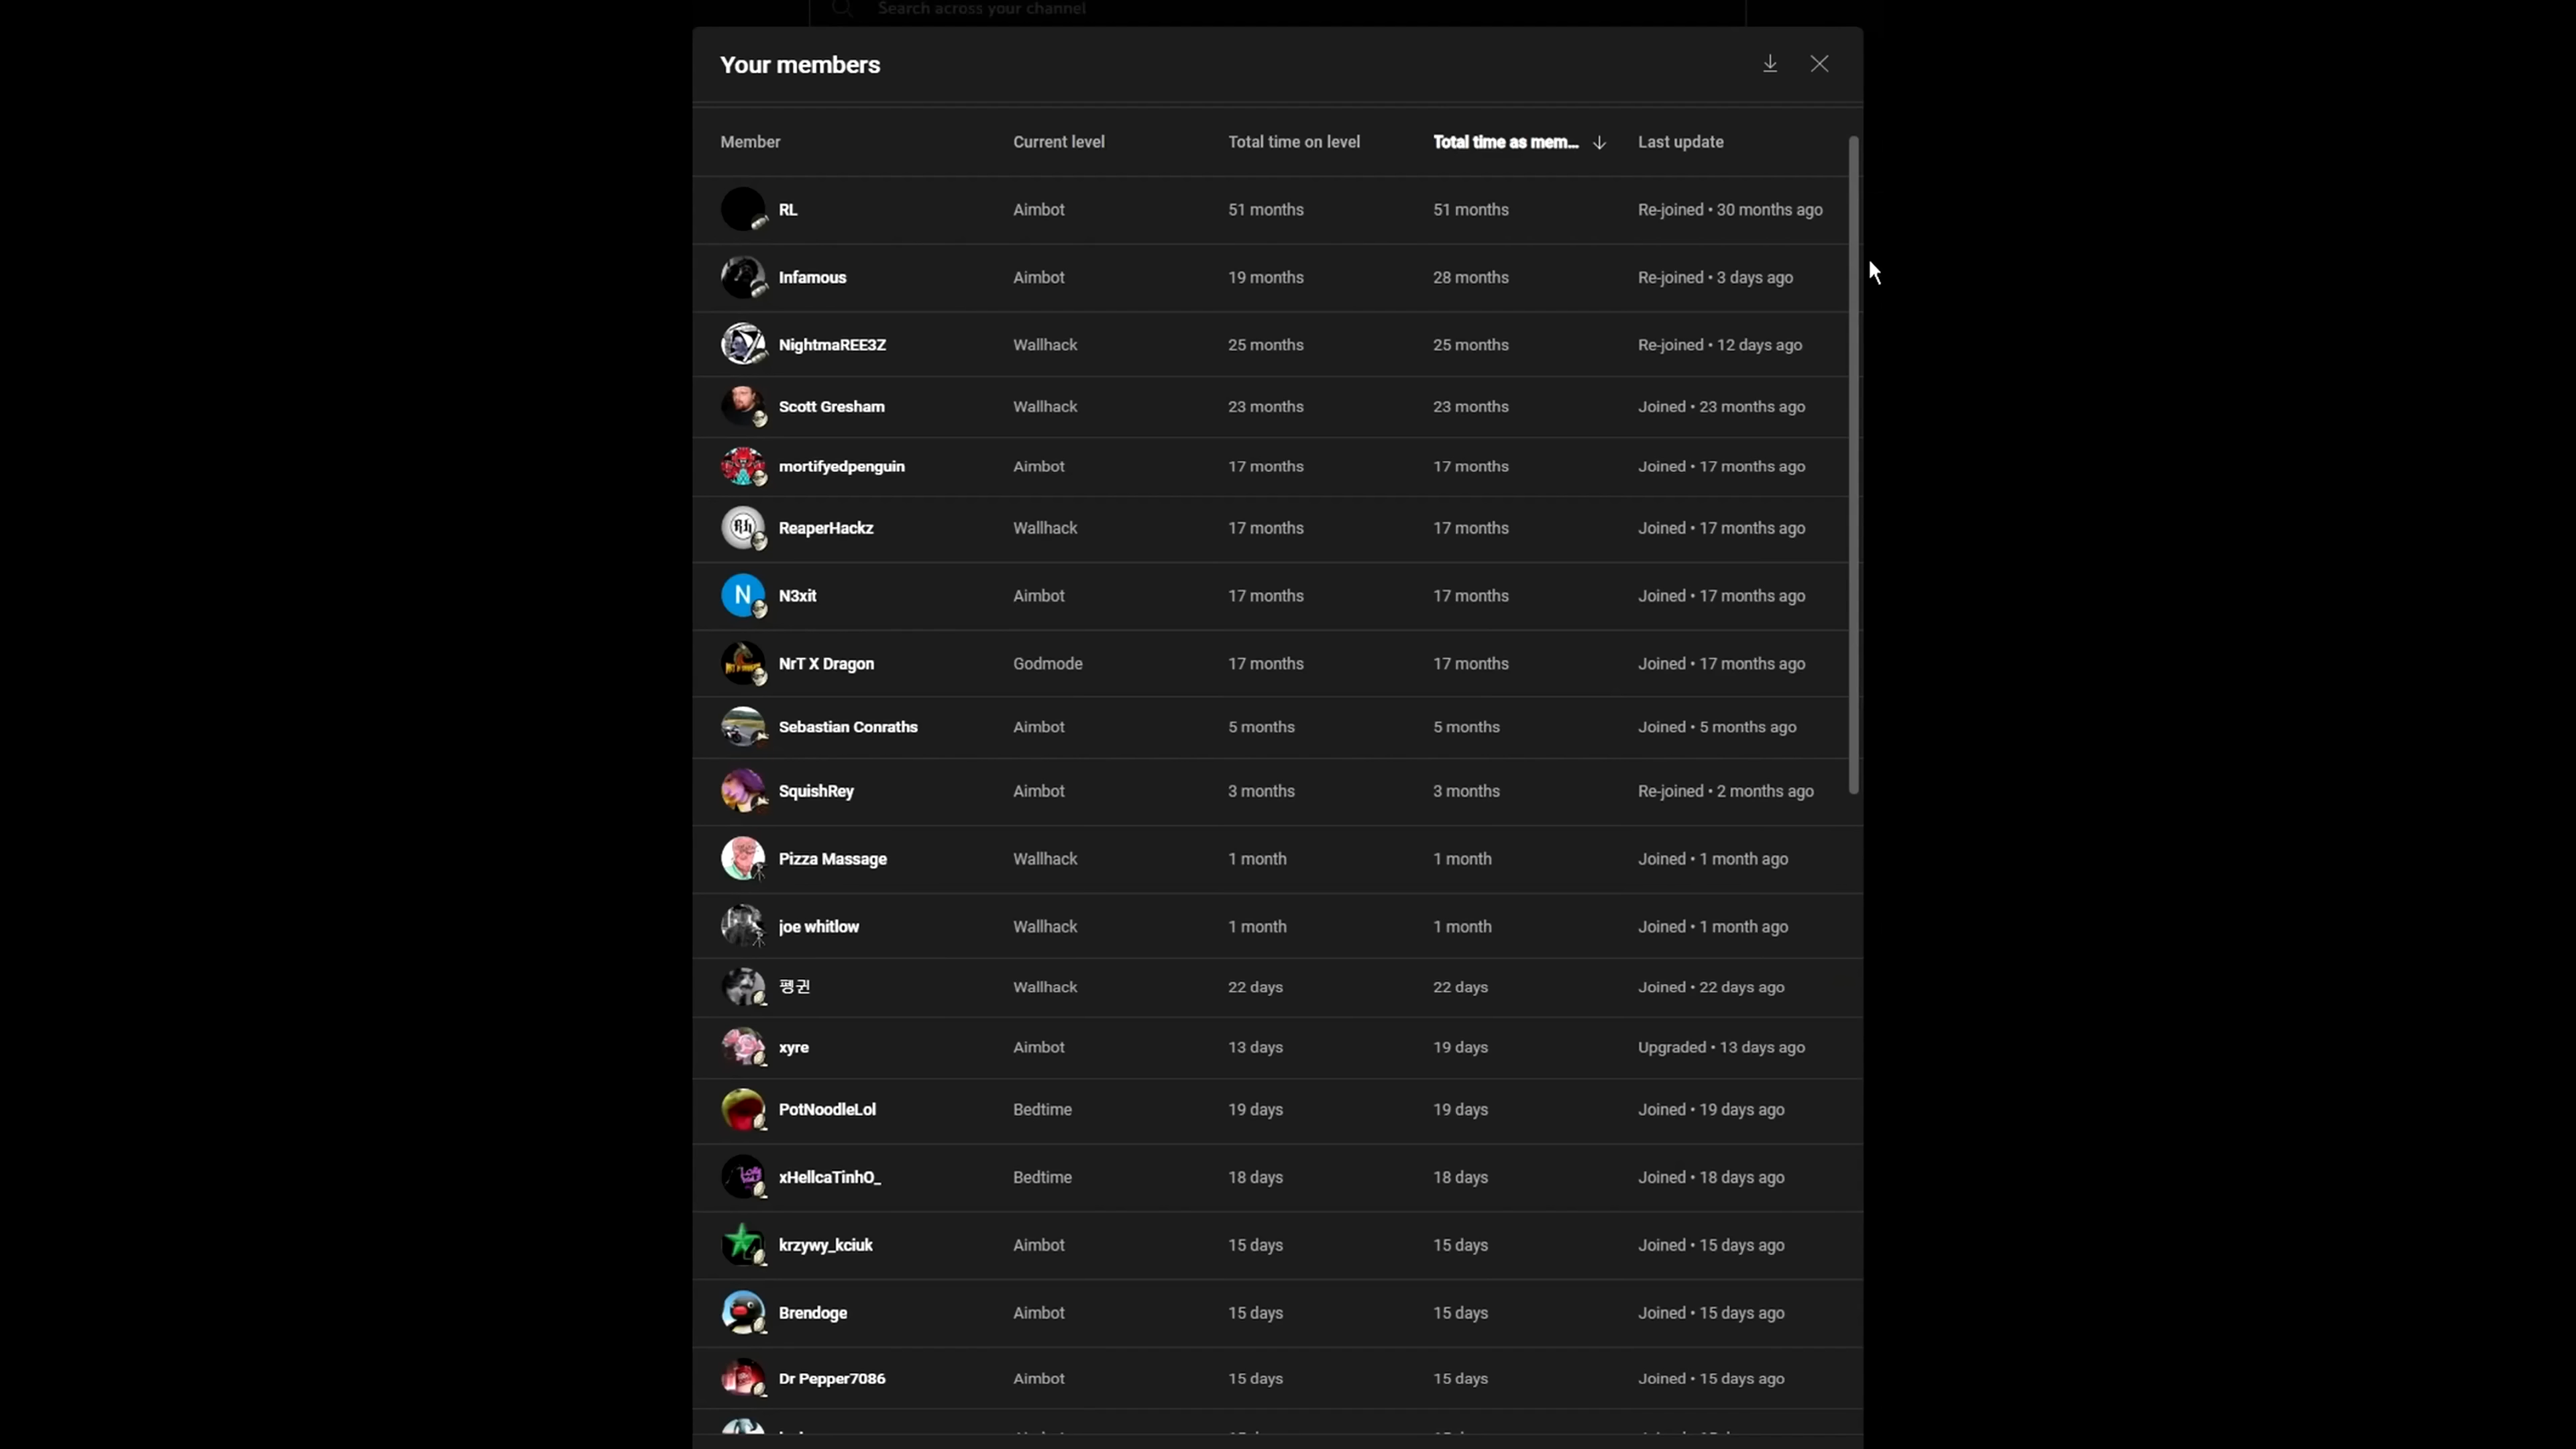 Search across your channel
Your members
Member Current level Total time on level Total time as mem... Last update
RL Aimbot 51 months 51 months Re-joined • 30 months ago
Infamous Aimbot 19 months 28 months Re-joined • 3 days ago
NightmaREE3Z Wallhack 25 months 25 months Re-joined • 12 days ago
Scott Gresham Wallhack 23 months 23 months Joined • 23 months ago
mortifyedpenguin Aimbot 17 months 17 months Joined • 17 months ago
ReaperHackz Wallhack 17 months 17 months Joined • 17 months ago
N N3xit Aimbot 17 months 17 months Joined • 17 months ago
NrT X Dragon Godmode 17 months 17 months Joined • 17 months ago
Sebastian Conraths Aimbot 5 months 5 months Joined • 5 months ago
SquishRey Aimbot 3 months 3 months Re-joined • 2 months ago
Pizza Massage Wallhack 1 month 1 month Joined • 1 month ago
joe whitlow Wallhack 1 month 1 month Joined • 1 month ago
펭귄 Wallhack 22 days 22 days Joined • 22 days ago
xyre Aimbot 13 days 19 days Upgraded • 13 days ago
PotNoodleLol Bedtime 19 days 19 days Joined • 19 days ago
xHellcaTinhO_ Bedtime 18 days 18 days Joined • 18 days ago
krzywy_kciuk Aimbot 15 days 15 days Joined • 15 days ago
Brendoge Aimbot 15 days 15 days Joined • 15 days ago
Dr Pepper7086 Aimbot 15 days 15 days Joined • 15 days ago